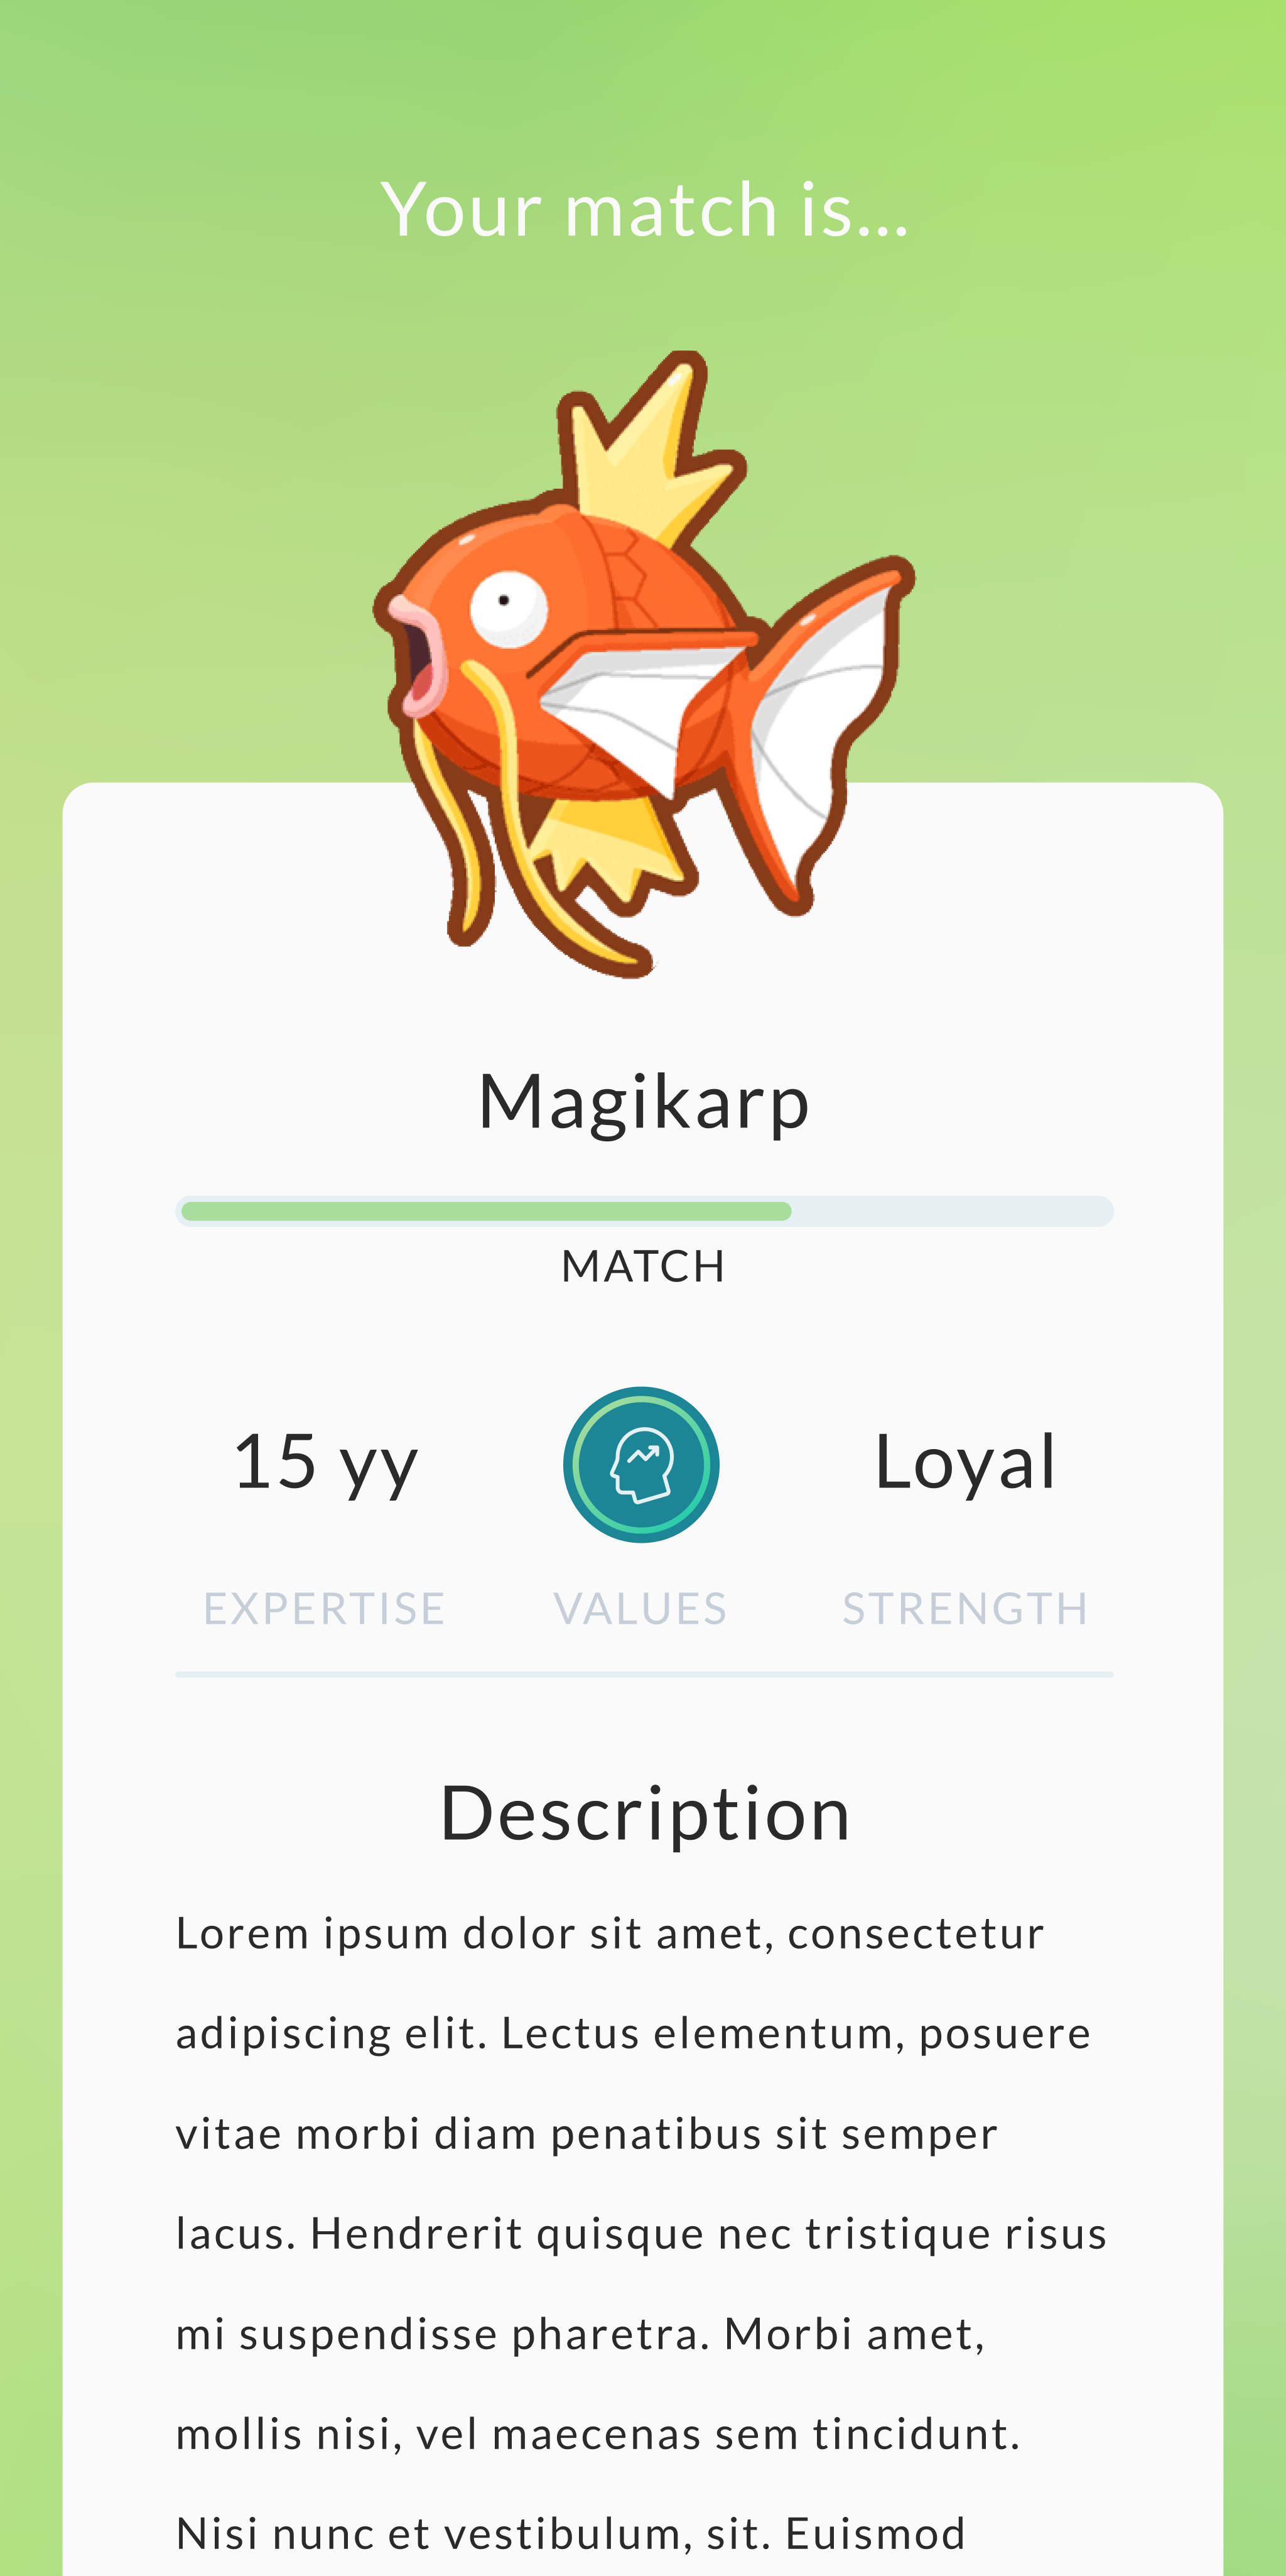 Your match is...
Magikarp
MATCH
15 yy
Loyal
EXPERTISE
VALUES
STRENGTH
Description
Lorem ipsum dolor sit amet, consectetur
adipiscing elit. Lectus elementum, posuere
vitae morbi diam penatibus sit semper
lacus. Hendrerit quisque nec tristique risus
mi suspendisse pharetra. Morbi amet,
mollis nisi, vel maecenas sem tincidunt.
Nisi nunc et vestibulum, sit. Euismod